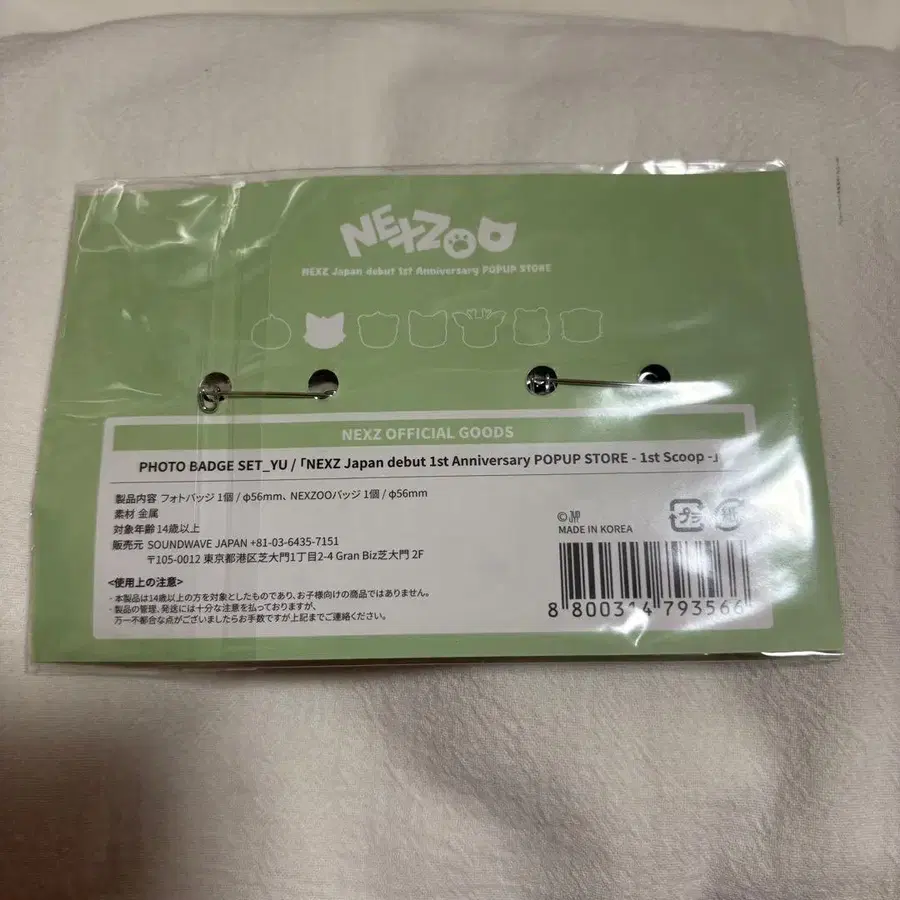 NEXZOO
NEXZ Japan debut 1st Anniversary POPUP STORE
NEXZ OFFICIAL GOODS
PHOTO BADGE SET_YU /「NEXZ Japan debut 1st Anniversary POPUP STORE - 1st Scoop -」
製品内容 フォトバッジ 1個 / φ56mm、NEXZOOバッジ 1個 / φ56mm
素材 金属
対象年齢 14歳以上
販売元 SOUNDWAVE JAPAN +81-03-6435-7151
〒105-0012 東京都港区芝大門1丁目2-4 Gran Biz芝大門 2F
<使用上の注意>
・本製品は14歳以上の方を対象としたものであり、お子様向けの商品ではありません。
・製品の管理、発送には十分な注意を払っておりますが、
万一不都合な点がございましたらお手数ですが上記までご連絡ください。
© JYP
MADE IN KOREA
プラ
紙
8 800314 793566